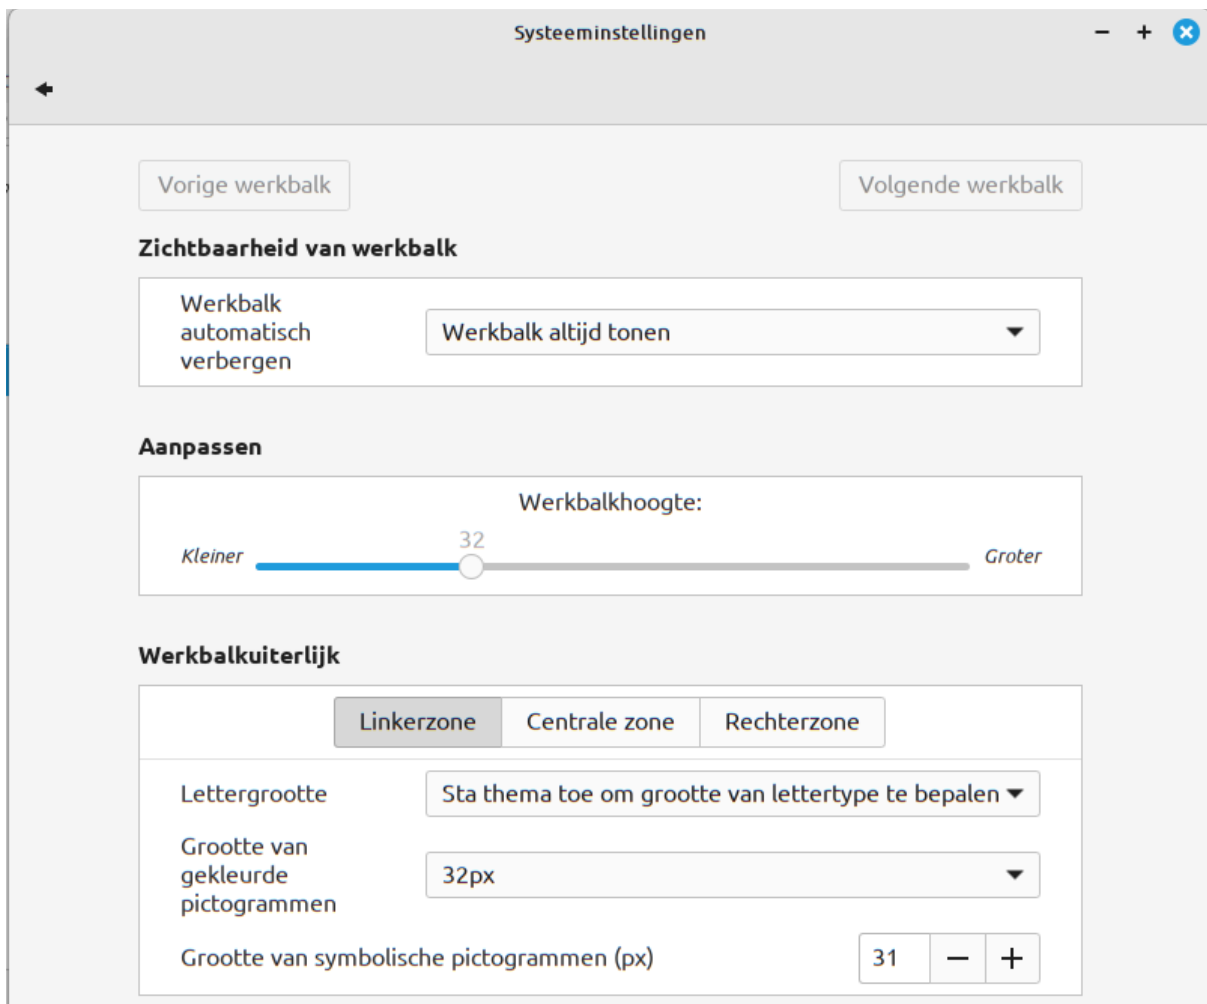 Systeeminstellingen
Vorige werkbalk
Volgende werkbalk
Zichtbaarheid van werkbalk
Werkbalk
automatisch
verbergen
Werkbalk altijd tonen
Aanpassen
Werkbalkhoogte:
32
Kleiner
Groter
Werkbalkuiterlijk
Linkerzone
Centrale zone
Rechterzone
Lettergrootte
Sta thema toe om grootte van lettertype te bepalen
Grootte van
gekleurde
pictogrammen
32px
Grootte van symbolische pictogrammen (px)
31